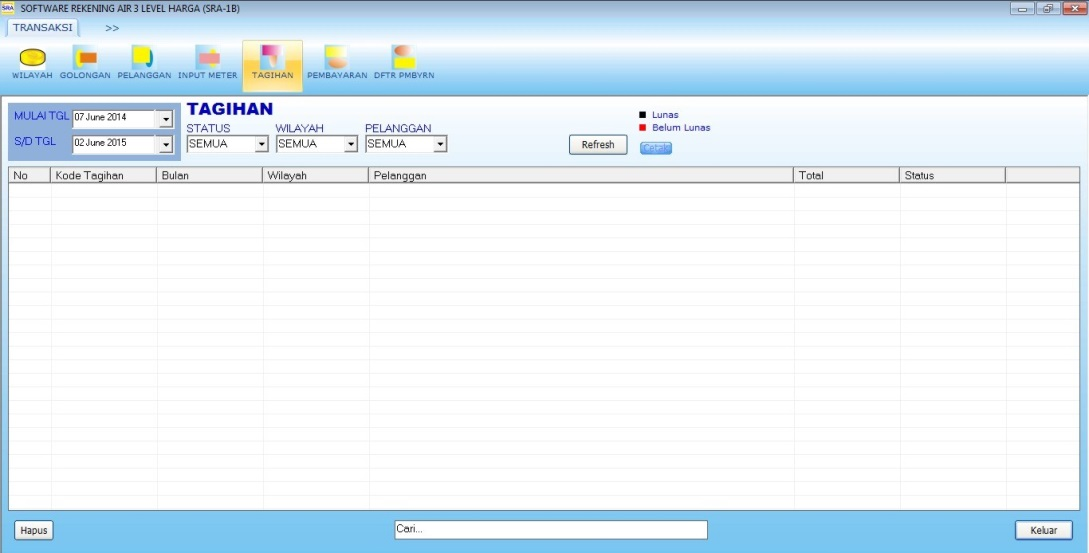 SRA SOFTWARE REKENING AIR 3 LEVEL HARGA (SRA-1B)
TRANSAKSI >>
WILAYAH GOLONGAN PELANGGAN INPUT METER TAGIHAN PEMBAYARAN DFTR PMBYRN
MULAI TGL 07 June 2014
S/D TGL 02 June 2015
TAGIHAN
STATUS WILAYAH PELANGGAN
SEMUA SEMUA SEMUA
Refresh
Lunas
Belum Lunas
Cetak
No Kode Tagihan Bulan Wilayah Pelanggan Total Status
Hapus Cari... Keluar